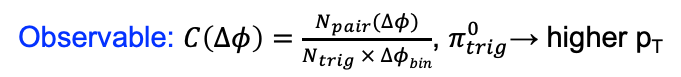 Observable: C(Δϕ) = N_pair(Δϕ) / (N_trig × Δϕ_bin), π⁰_trig → higher p_T